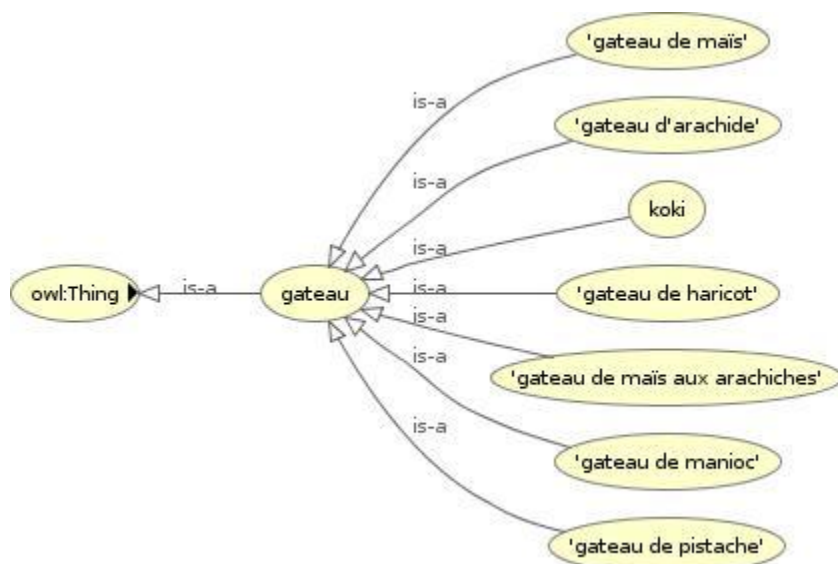 'gateau de maïs'
is-a
'gateau d'arachide'
is-a
koki
is-a
owl:Thing
is-a
gateau
is-a
'gateau de haricot'
is-a
'gateau de maïs aux arachiches'
is-a
'gateau de manioc'
is-a
'gateau de pistache'